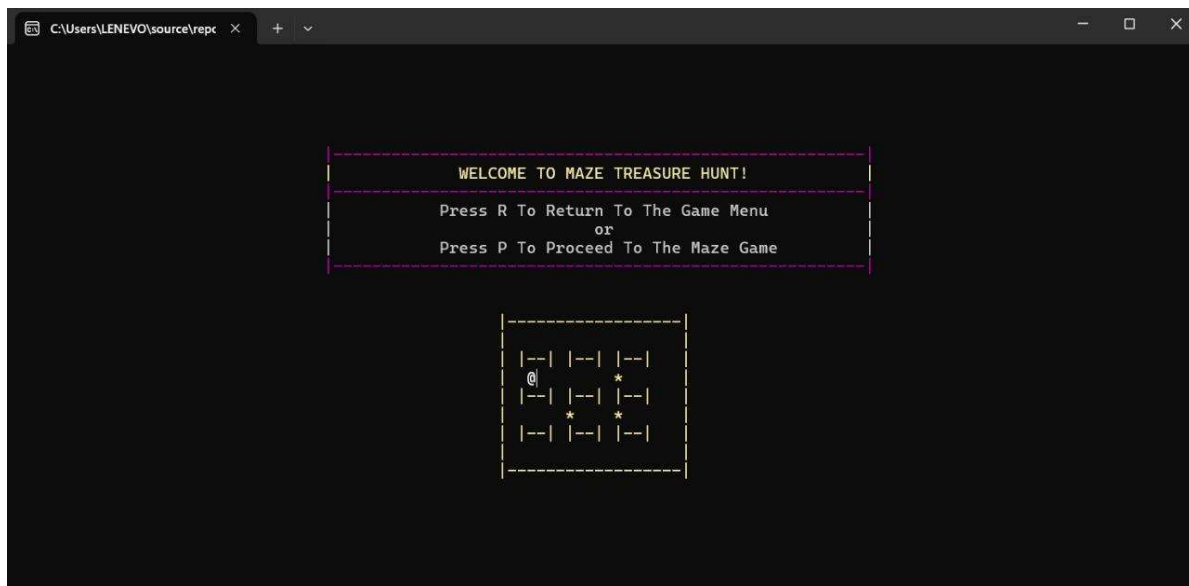 C:\Users\LENEVO\source\repc
WELCOME TO MAZE TREASURE HUNT!
Press R To Return To The Game Menu
or
Press P To Proceed To The Maze Game
|------------------|
|                  |
| |--| |--| |--|   |
|  @        *      |
| |--| |--| |--|   |
|      *    *      |
| |--| |--| |--|   |
|                  |
|------------------|